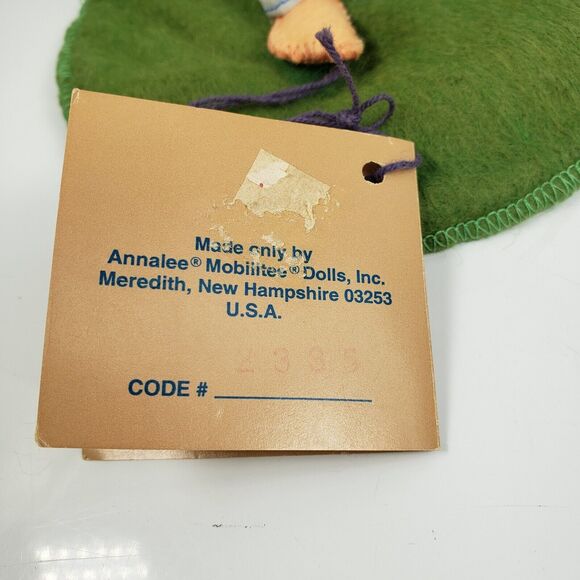 Made only by
Annalee® Mobilitee® Dolls, Inc.
Meredith, New Hampshire 03253
U.S.A.
CODE #